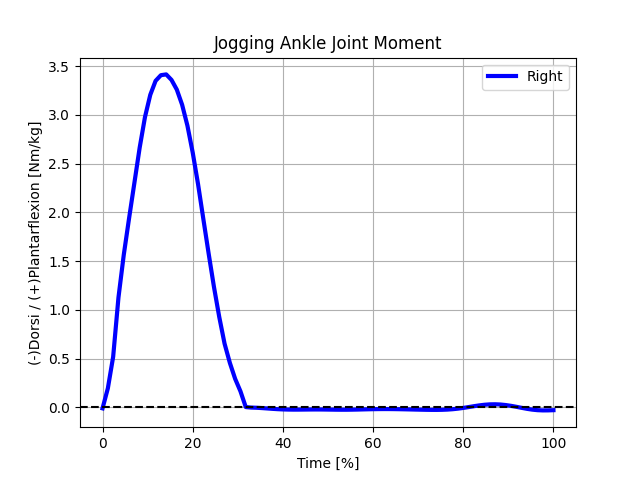 Jogging Ankle Joint Moment
Right
(-)Dorsi / (+)Plantarflexion [Nm/kg]
3.5
3.0
2.5
2.0
1.5
1.0
0.5
0.0
0 20 40 60 80 100
Time [%]